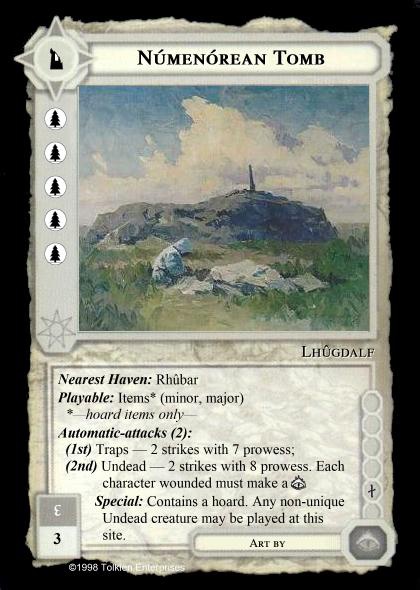 NÚMENÓREAN TOMB
LHÛGDALF
Nearest Haven: Rhûbar
Playable: Items* (minor, major)
*—hoard items only—
Automatic-attacks (2):
(1st) Traps — 2 strikes with 7 prowess;
(2nd) Undead — 2 strikes with 8 prowess. Each
character wounded must make a
Special: Contains a hoard. Any non-unique
Undead creature may be played at this
site.
ε
3
ART BY
©1998 Tolkien Enterprises